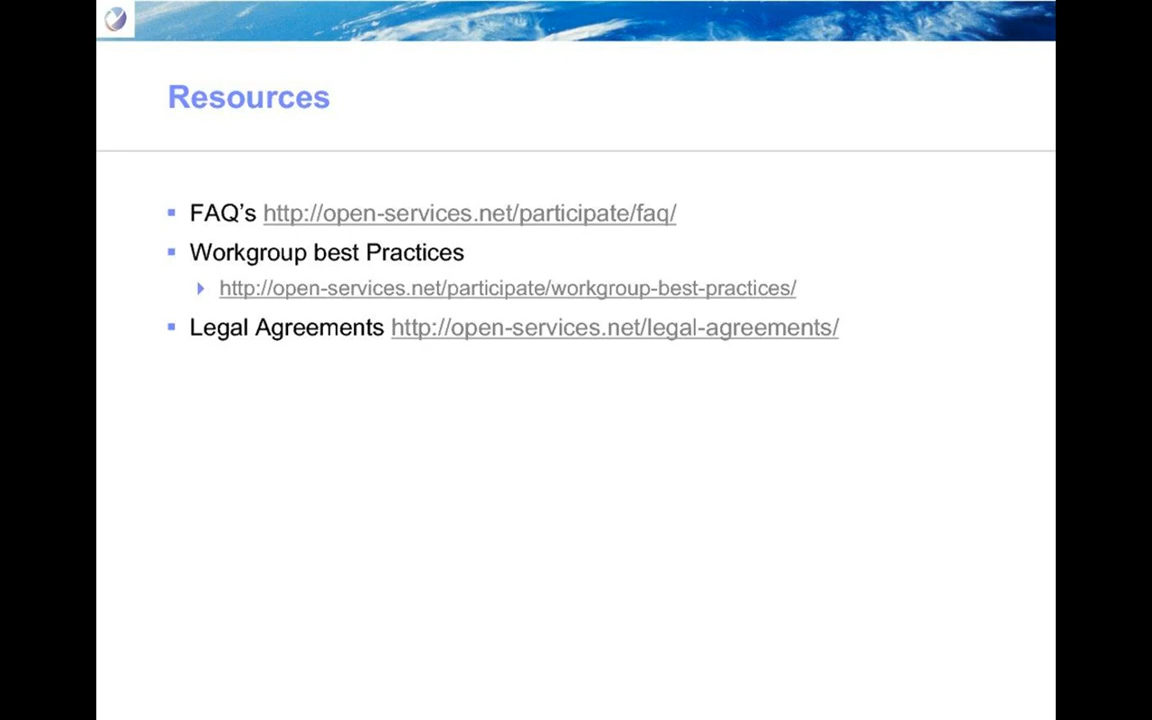 Resources
FAQ’s http://open-services.net/participate/faq/
Workgroup best Practices
http://open-services.net/participate/workgroup-best-practices/
Legal Agreements http://open-services.net/legal-agreements/